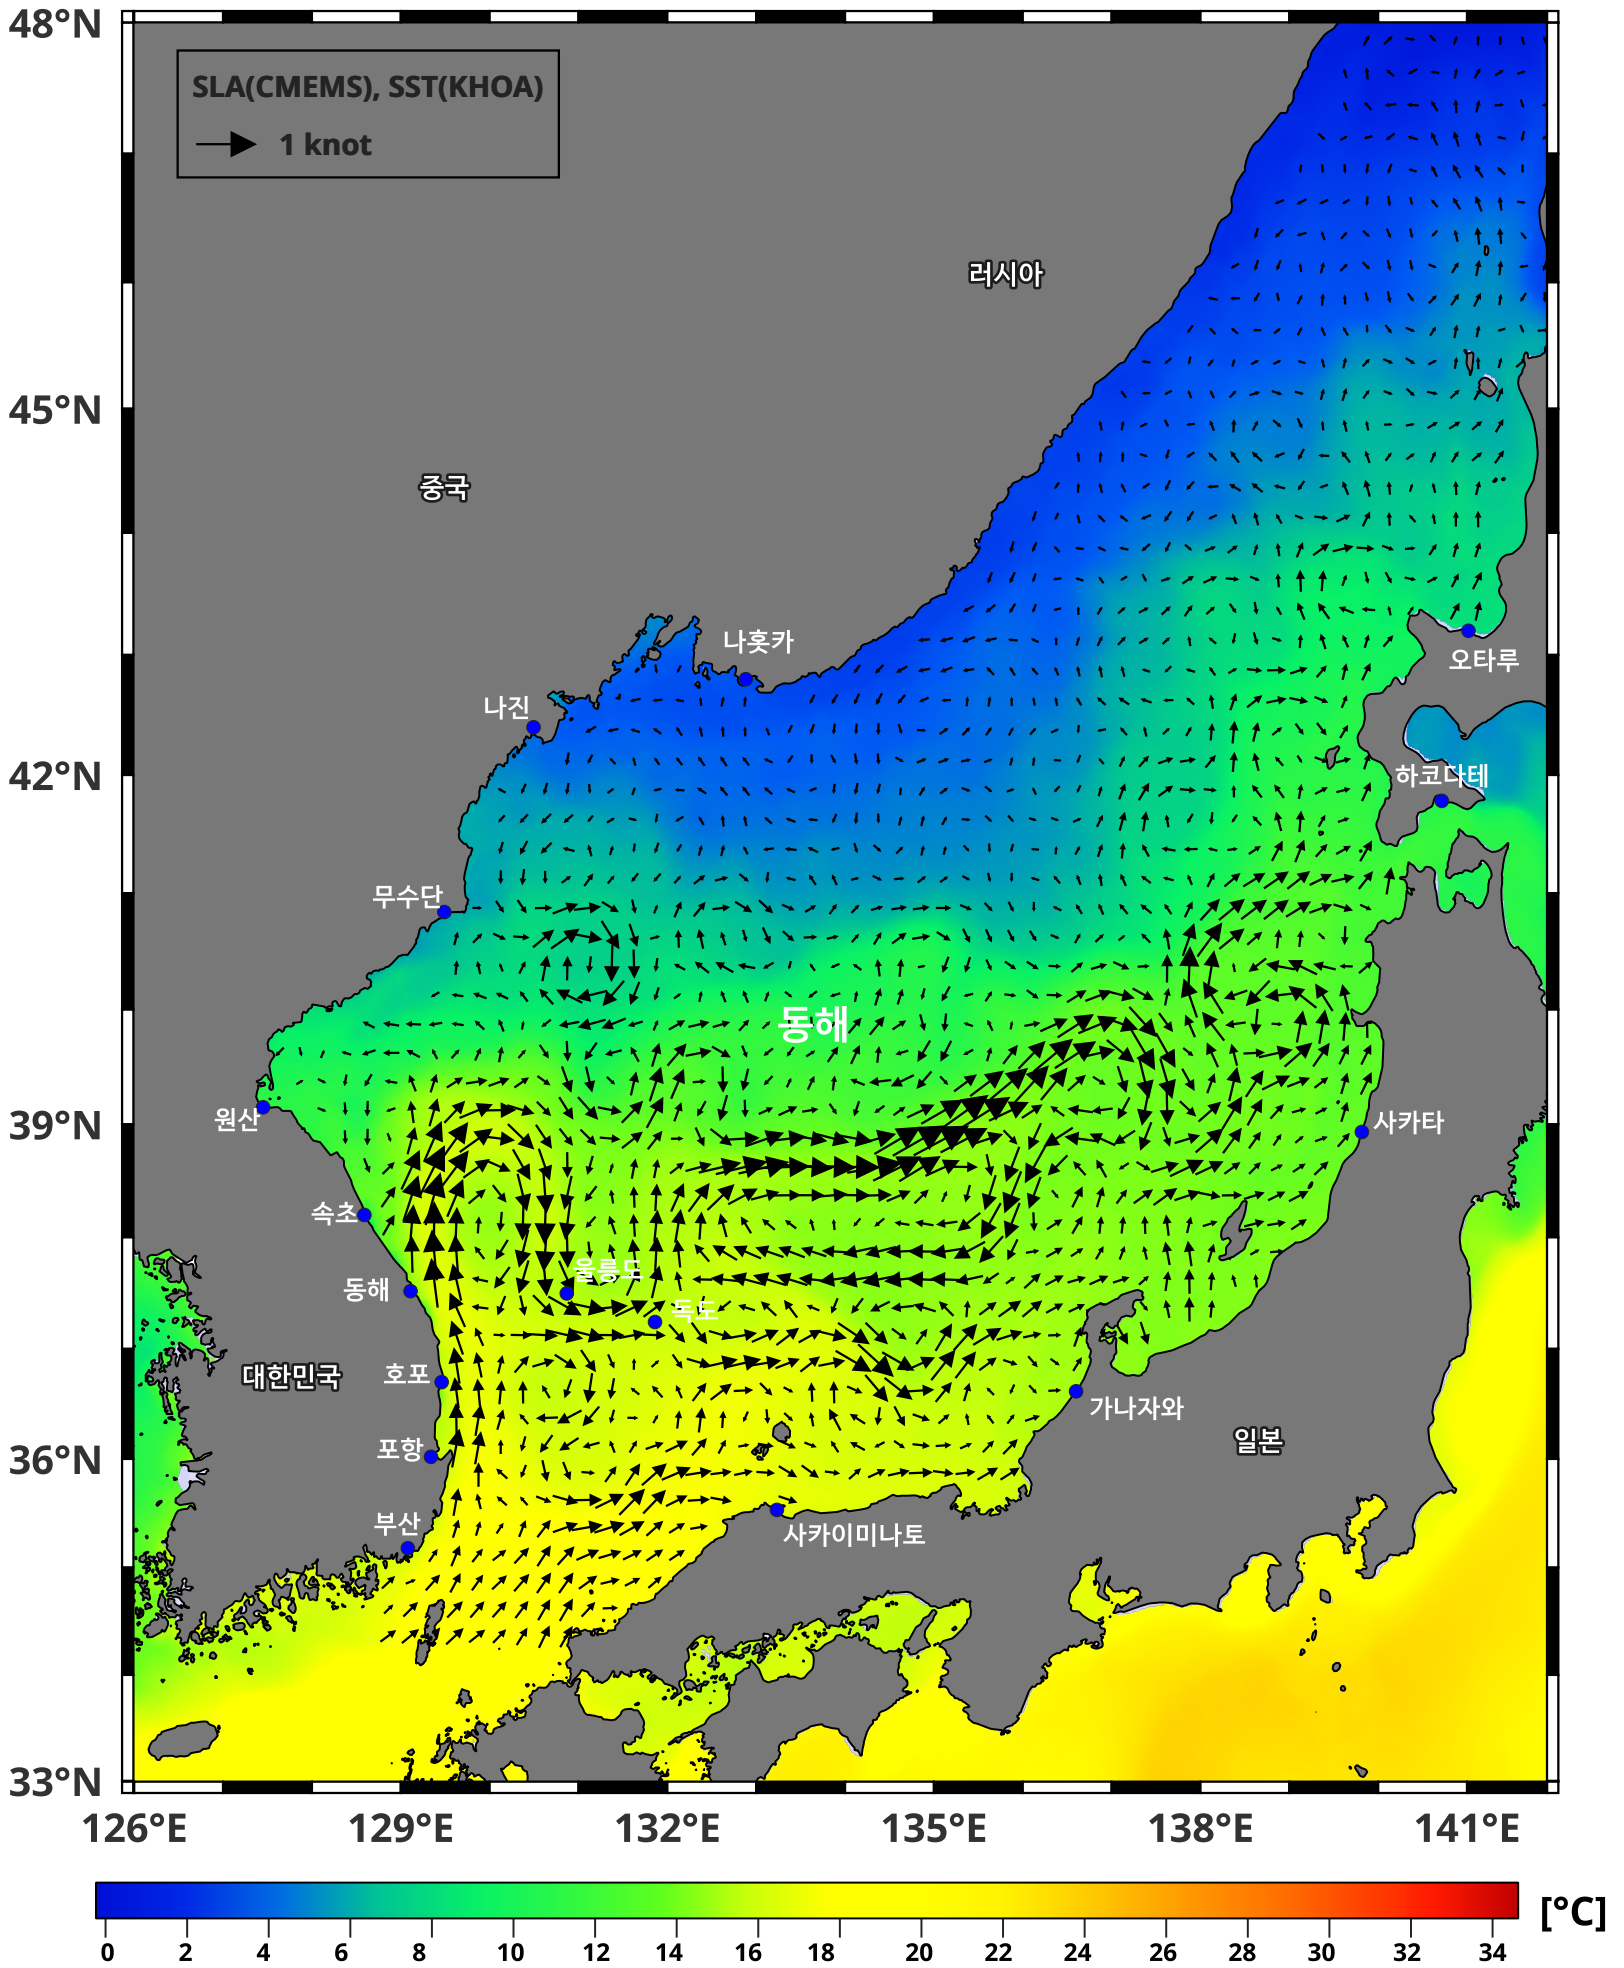 48°N
SLA(CMEMS), SST(KHOA)
1 knot
러시아
45°N
중국
나홋카
오타루
나진
42°N
하코다테
무수단
동해
39°N
원산
사카타
속초
울릉도
동해
독도
대한민국
호포
가나자와
일본
36°N
포항
부산
사카이미나토
33°N
126°E 129°E 132°E 135°E 138°E 141°E
[°C]
0 2 4 6 8 10 12 14 16 18 20 22 24 26 28 30 32 34